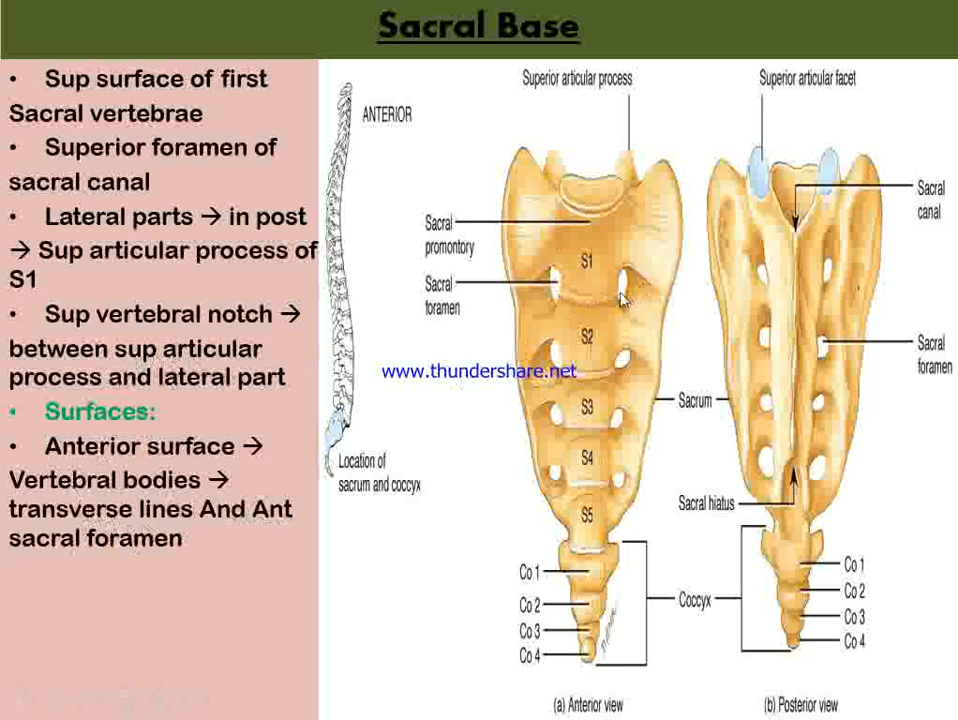 Sacral Base
• Sup surface of first
Sacral vertebrae
• Superior foramen of
sacral canal
• Lateral parts → in post
→ Sup articular process of
S1
• Sup vertebral notch →
between sup articular
process and lateral part
• Surfaces:
• Anterior surface →
Vertebral bodies →
transverse lines And Ant
sacral foramen
ANTERIOR
Location of
sacrum and coccyx
Superior articular process
Sacral
promontory
Sacral
foramen
S1
S2
S3
S4
S5
Co 1
Co 2
Co 3
Co 4
(a) Anterior view
www.thundershare.net
Sacrum
Sacral hiatus
Coccyx
Superior articular facet
Sacral
canal
Sacral
foramen
Co 1
Co 2
Co 3
Co 4
(b) Posterior view